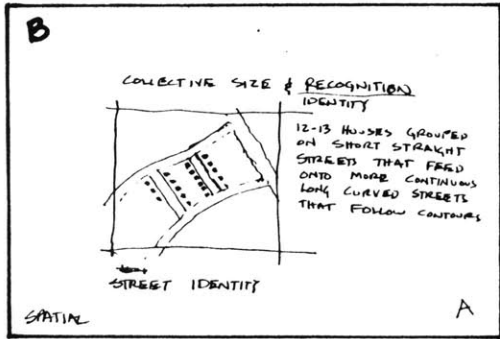 B
COLLECTIVE SIZE & RECOGNITION
IDENTITY
12-13 HOUSES GROUPED
ON SHORT STRAIGHT
STREETS THAT FEED
ONTO MORE CONTINUOUS
LONG CURVED STREETS
THAT FOLLOW CONTOURS
STREET IDENTITY
SPATIAL
A